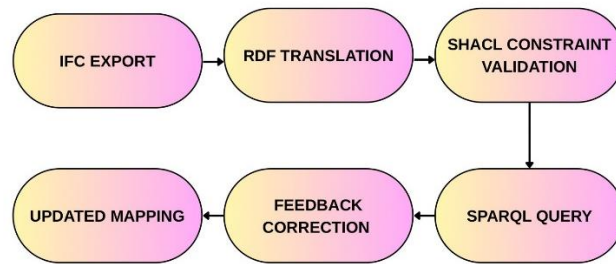 IFC EXPORT
RDF TRANSLATION
SHACL CONSTRAINT
VALIDATION
SPARQL QUERY
FEEDBACK
CORRECTION
UPDATED MAPPING